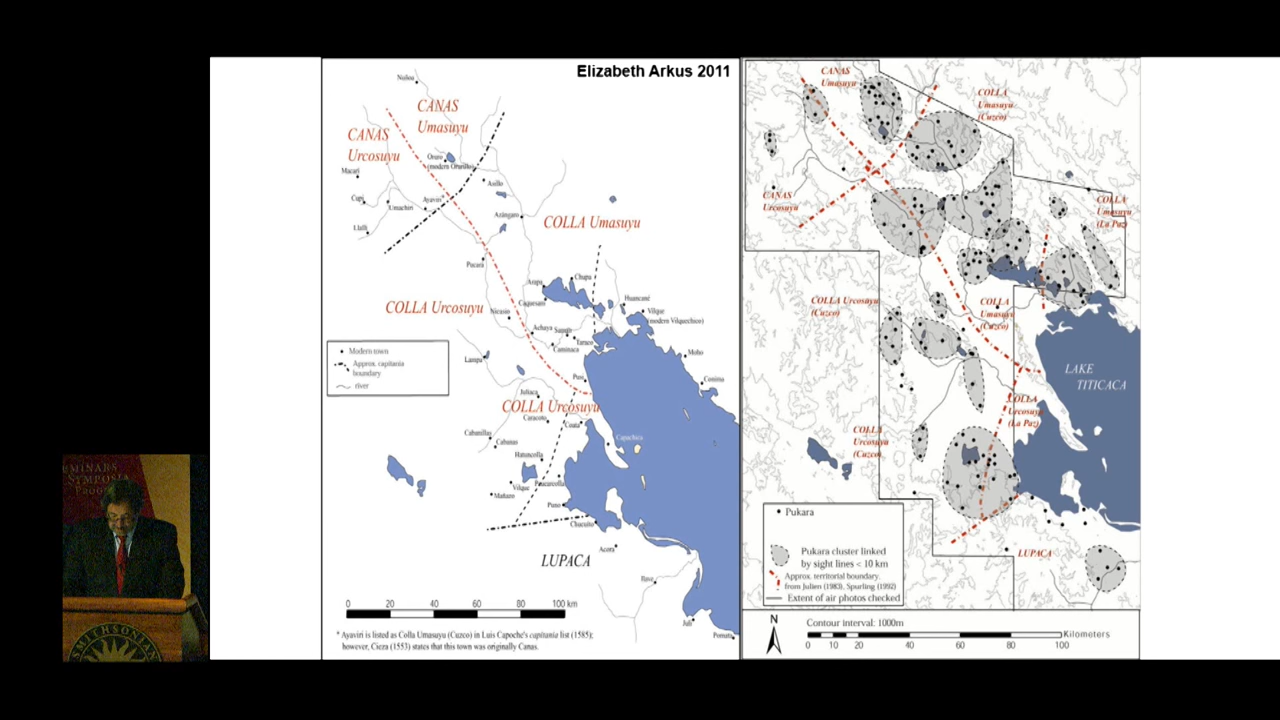 Elizabeth Arkus 2011
Nuñoa
CANAS
Umasuyu
CANAS
Urcosuyu
Macarí
Oruro
(modern Orurillo)
Asillo
Cupi
Umachiri
Ayaviri*
Llalli
Azángaro
COLLA Umasuyu
Pucará
Arapa
Chupa
Caquesani
Huancané
Vilque
(modern Vilquechico)
COLLA Urcosuyu
Nicasio
Achaya
Saman
Taraco
Caminaca
Moho
Lampa
Pusi
Conima
Juliaca
COLLA Urcosuyu
Caracoto
Coata
Capachica
Cabanillas
Cabanas
Hatuncolla
Vilque
Paucarcolla
Mañazo
Puno
Chucuito
LUPACA
Acora
Ilave
Juli
Pomata
Modern town
Approx. capitanía
boundary
river
0 20 40 60 80 100 km
* Ayaviri is listed as Colla Umasuyu (Cuzco) in Luis Capoche's capitanía list (1585);
however, Cieza (1553) states that this town was originally Canas.
CANAS
Umasuyu
COLLA
Umasuyu
(Cuzco)
CANAS
Urcosuyu
COLLA
Umasuyu
(La Paz)
COLLA Urcosuyu
(Cuzco)
COLLA
Umasuyu
(Cuzco)
LAKE
TITICACA
COLLA
Urcosuyu
(La Paz)
COLLA
Urcosuyu
(Cuzco)
LUPACA
Pukara
Pukara cluster linked
by sight lines < 10 km
Approx. territorial boundary,
from Julien (1983), Spurling (1992)
Extent of air photos checked
N
Contour interval: 1000m
0 10 20 40 60 80 100 Kilometers
SMITHSONIAN